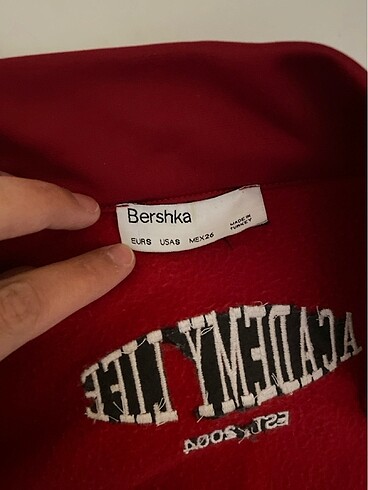 Bershka
EUR S USA S MEX 26
MADE IN
TURKEY
ACADEMY LIFE
EST. 2004